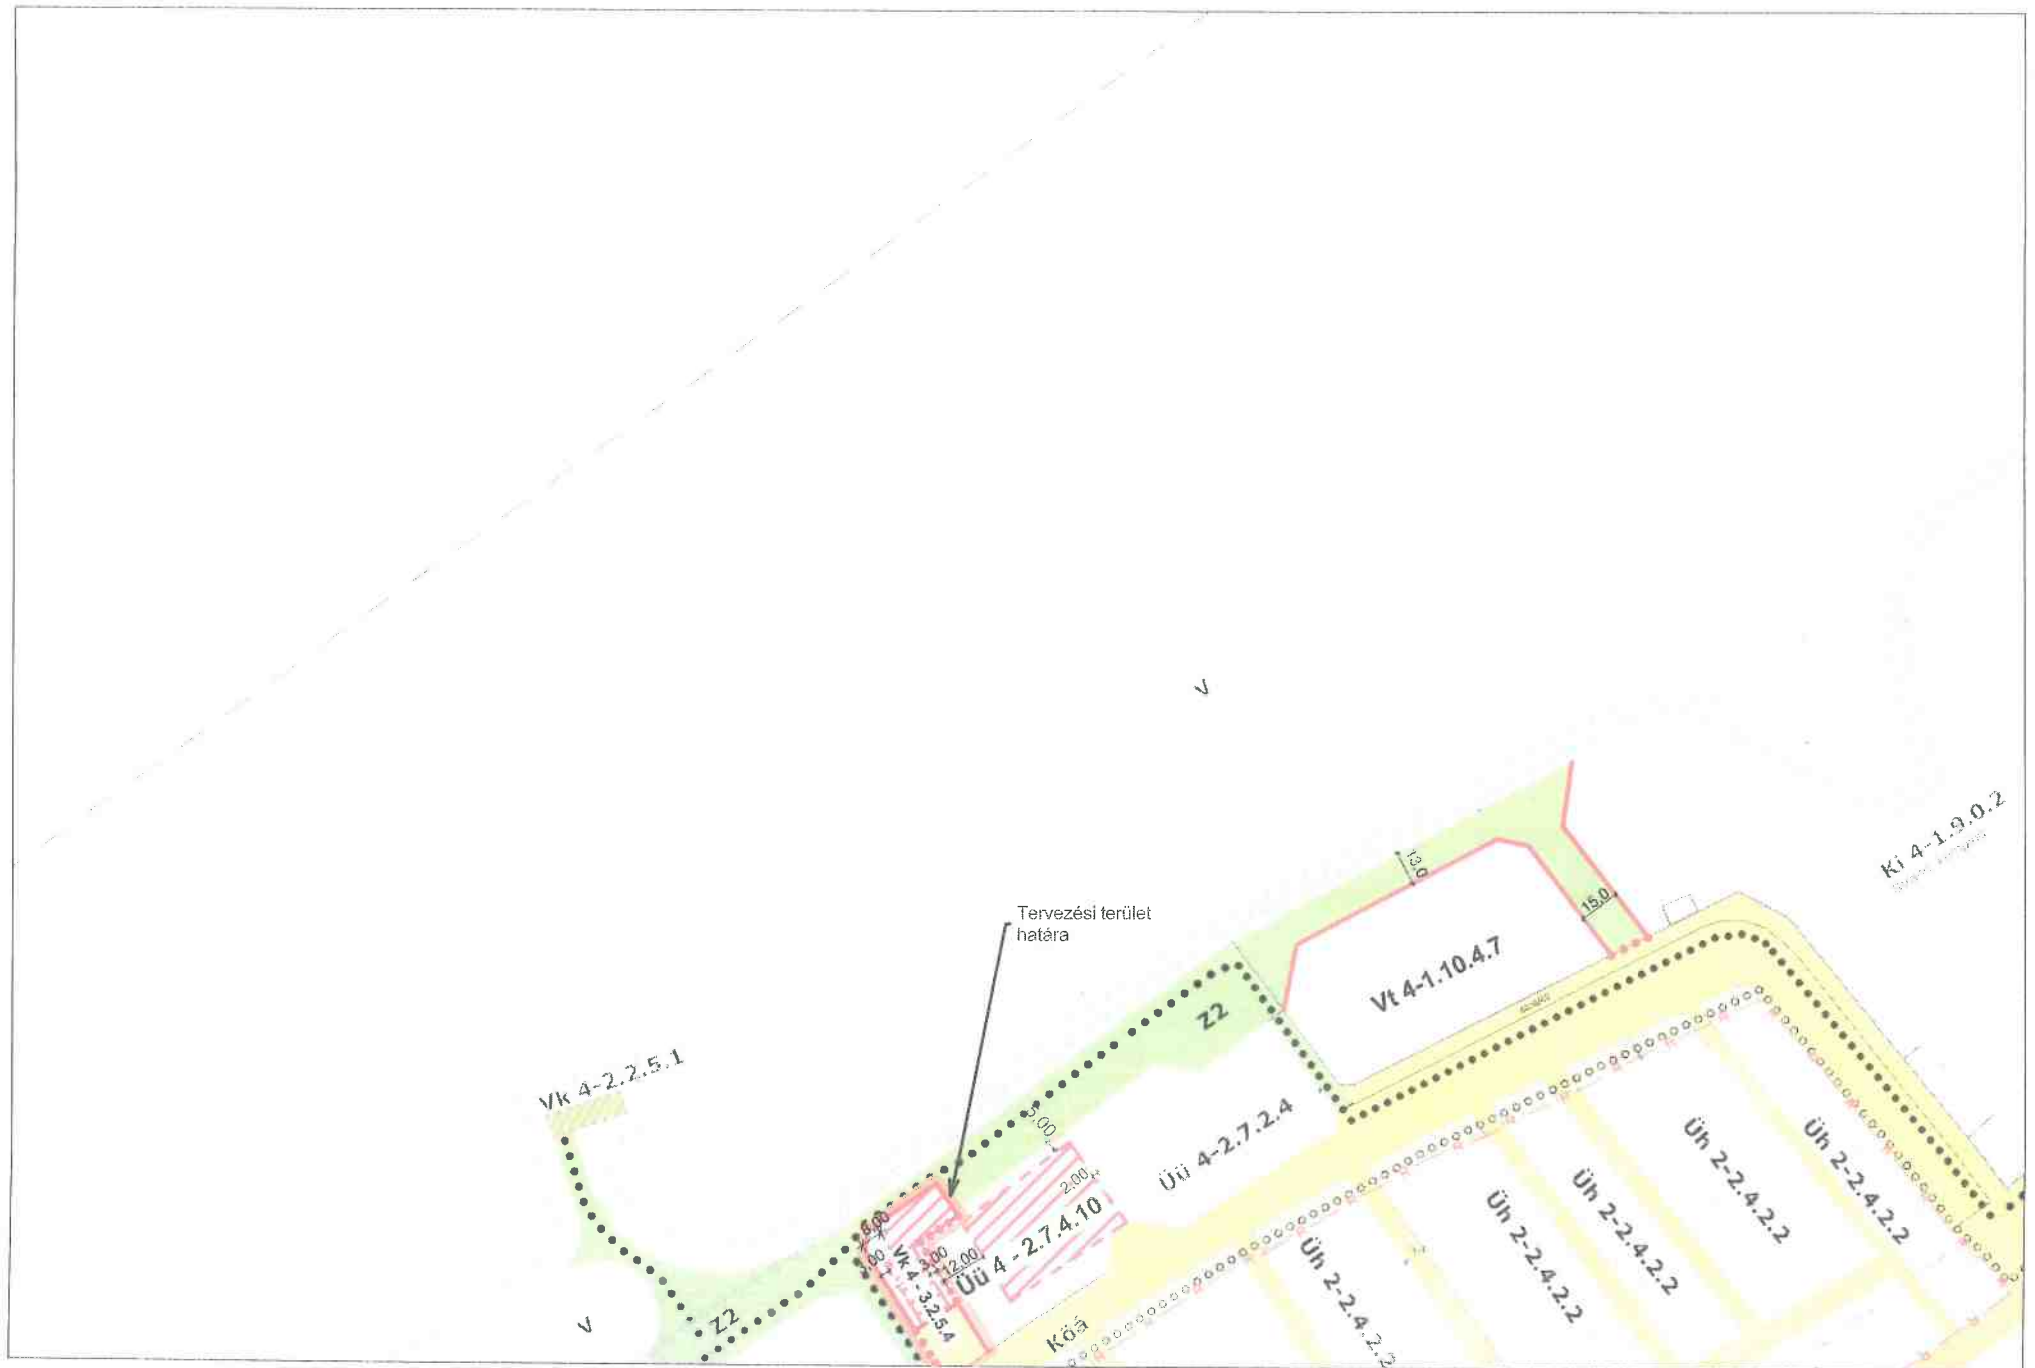 V
Ki 4-1.9.0.2
13,0
15,0
Tervezési terület
határa
Vt 4-1.10.4.7
Z2
Vk 4-2.2.5.1
5,00
2,00
Üü 4-2.7.2.4
Üü 4 - 2.7.4.10
Vk 4 - 3.2.5.4
3,00
12,00
Üh 2-2.4.2.2
Üh 2-2.4.2.2
Üh 2-2.4.2.2
Üh 2-2.4.2.2
Üh 2-2.4.2.2
Z2
V
Köá